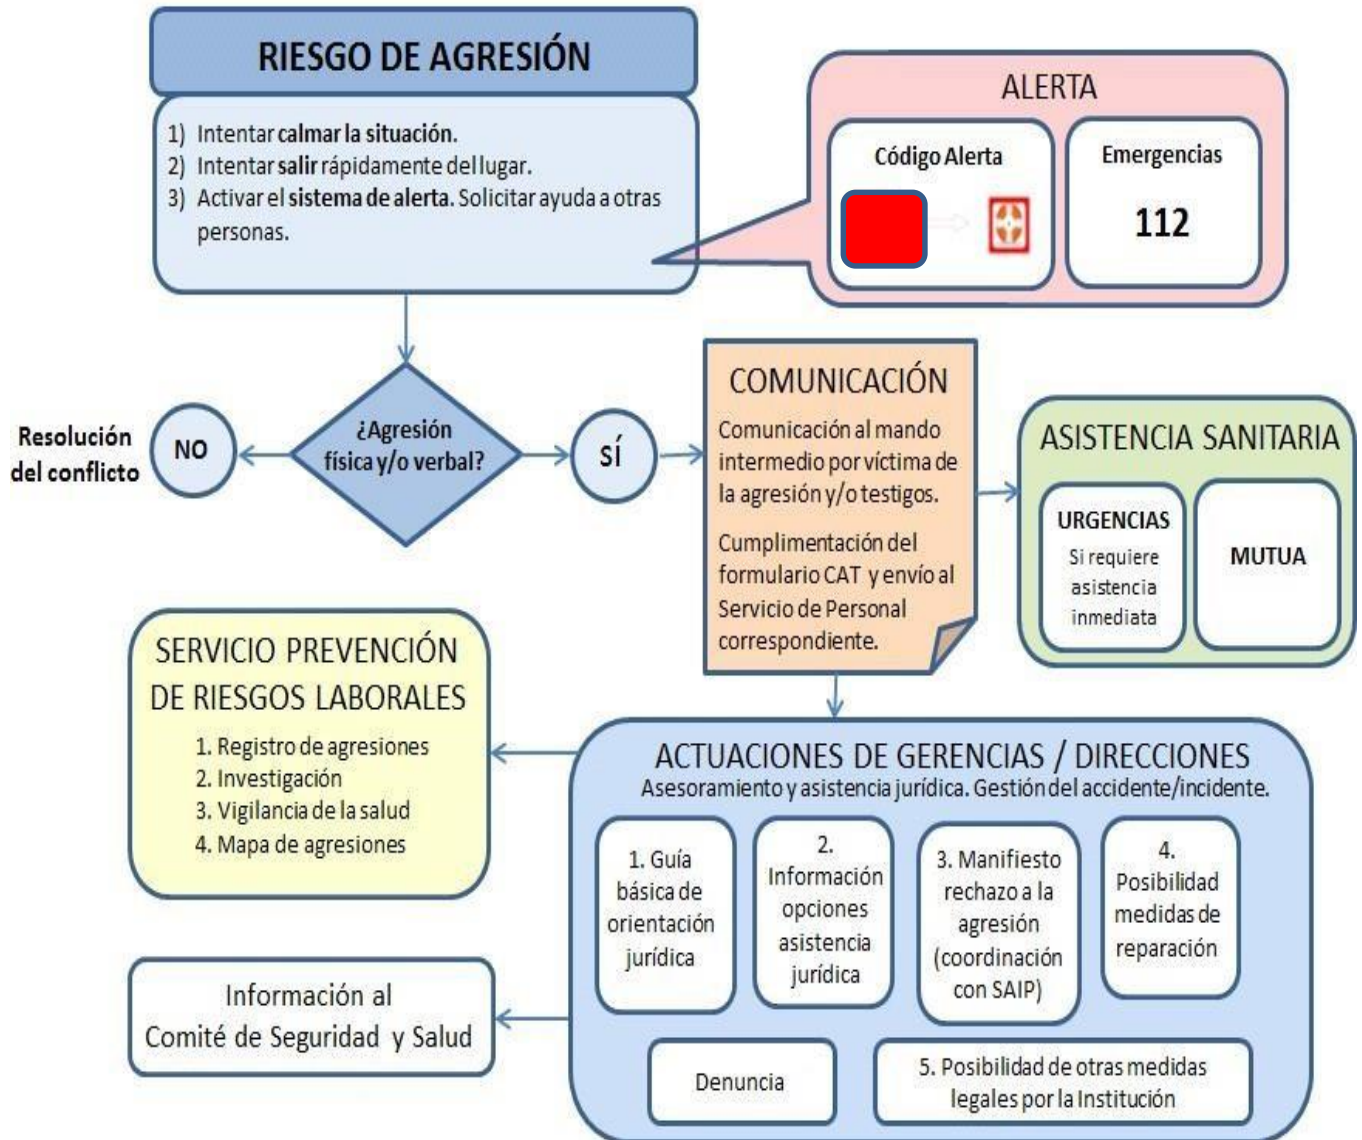 RIESGO DE AGRESIÓN
1) Intentar calmar la situación.
2) Intentar salir rápidamente del lugar.
3) Activar el sistema de alerta. Solicitar ayuda a otras
personas.
ALERTA
Código Alerta
Emergencias
112
¿Agresión
física y/o verbal?
NO
Resolución
del conflicto
SÍ
COMUNICACIÓN
Comunicación al mando
intermedio por víctima de
la agresión y/o testigos.
Cumplimentación del
formulario CAT y envío al
Servicio de Personal
correspondiente.
ASISTENCIA SANITARIA
URGENCIAS
Si requiere
asistencia
inmediata
MUTUA
SERVICIO PREVENCIÓN
DE RIESGOS LABORALES
1. Registro de agresiones
2. Investigación
3. Vigilancia de la salud
4. Mapa de agresiones
ACTUACIONES DE GERENCIAS / DIRECCIONES
Asesoramiento y asistencia jurídica. Gestión del accidente/incidente.
1. Guía
básica de
orientación
jurídica
2.
Información
opciones
asistencia
jurídica
3. Manifiesto
rechazo a la
agresión
(coordinación
con SAIP)
4.
Posibilidad
medidas de
reparación
Denuncia
5. Posibilidad de otras medidas
legales por la Institución
Información al
Comité de Seguridad y Salud